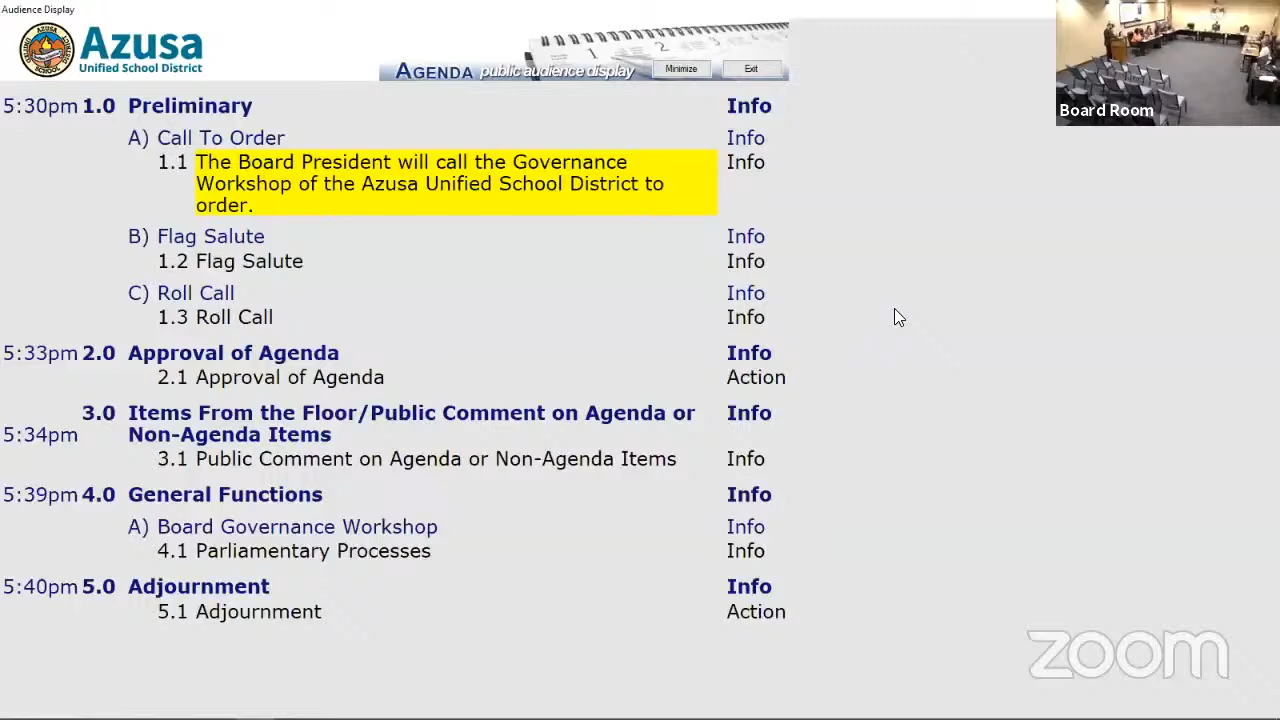 Audience Display
Azusa
Unified School District
AGENDA public audience display
Minimize
Exit
Board Room
5:30pm 1.0 Preliminary Info
A) Call To Order Info
1.1 The Board President will call the Governance Info
Workshop of the Azusa Unified School District to
order.
B) Flag Salute Info
1.2 Flag Salute Info
C) Roll Call Info
1.3 Roll Call Info
5:33pm 2.0 Approval of Agenda Info
2.1 Approval of Agenda Action
3.0 Items From the Floor/Public Comment on Agenda or Info
5:34pm Non-Agenda Items
3.1 Public Comment on Agenda or Non-Agenda Items Info
5:39pm 4.0 General Functions Info
A) Board Governance Workshop Info
4.1 Parliamentary Processes Info
5:40pm 5.0 Adjournment Info
5.1 Adjournment Action
zoom